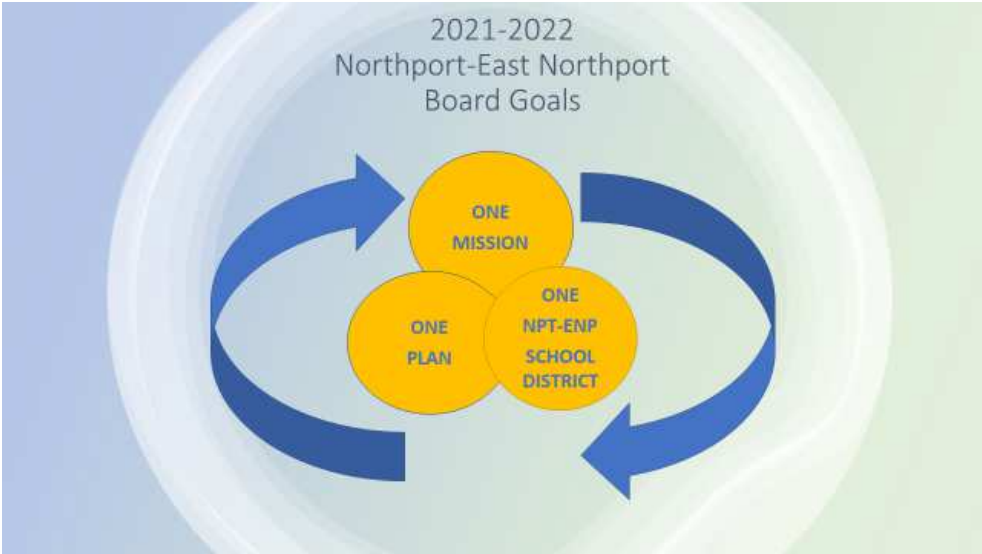 2021-2022
Northport-East Northport
Board Goals
ONE
MISSION
ONE
PLAN
ONE
NPT-ENP
SCHOOL
DISTRICT